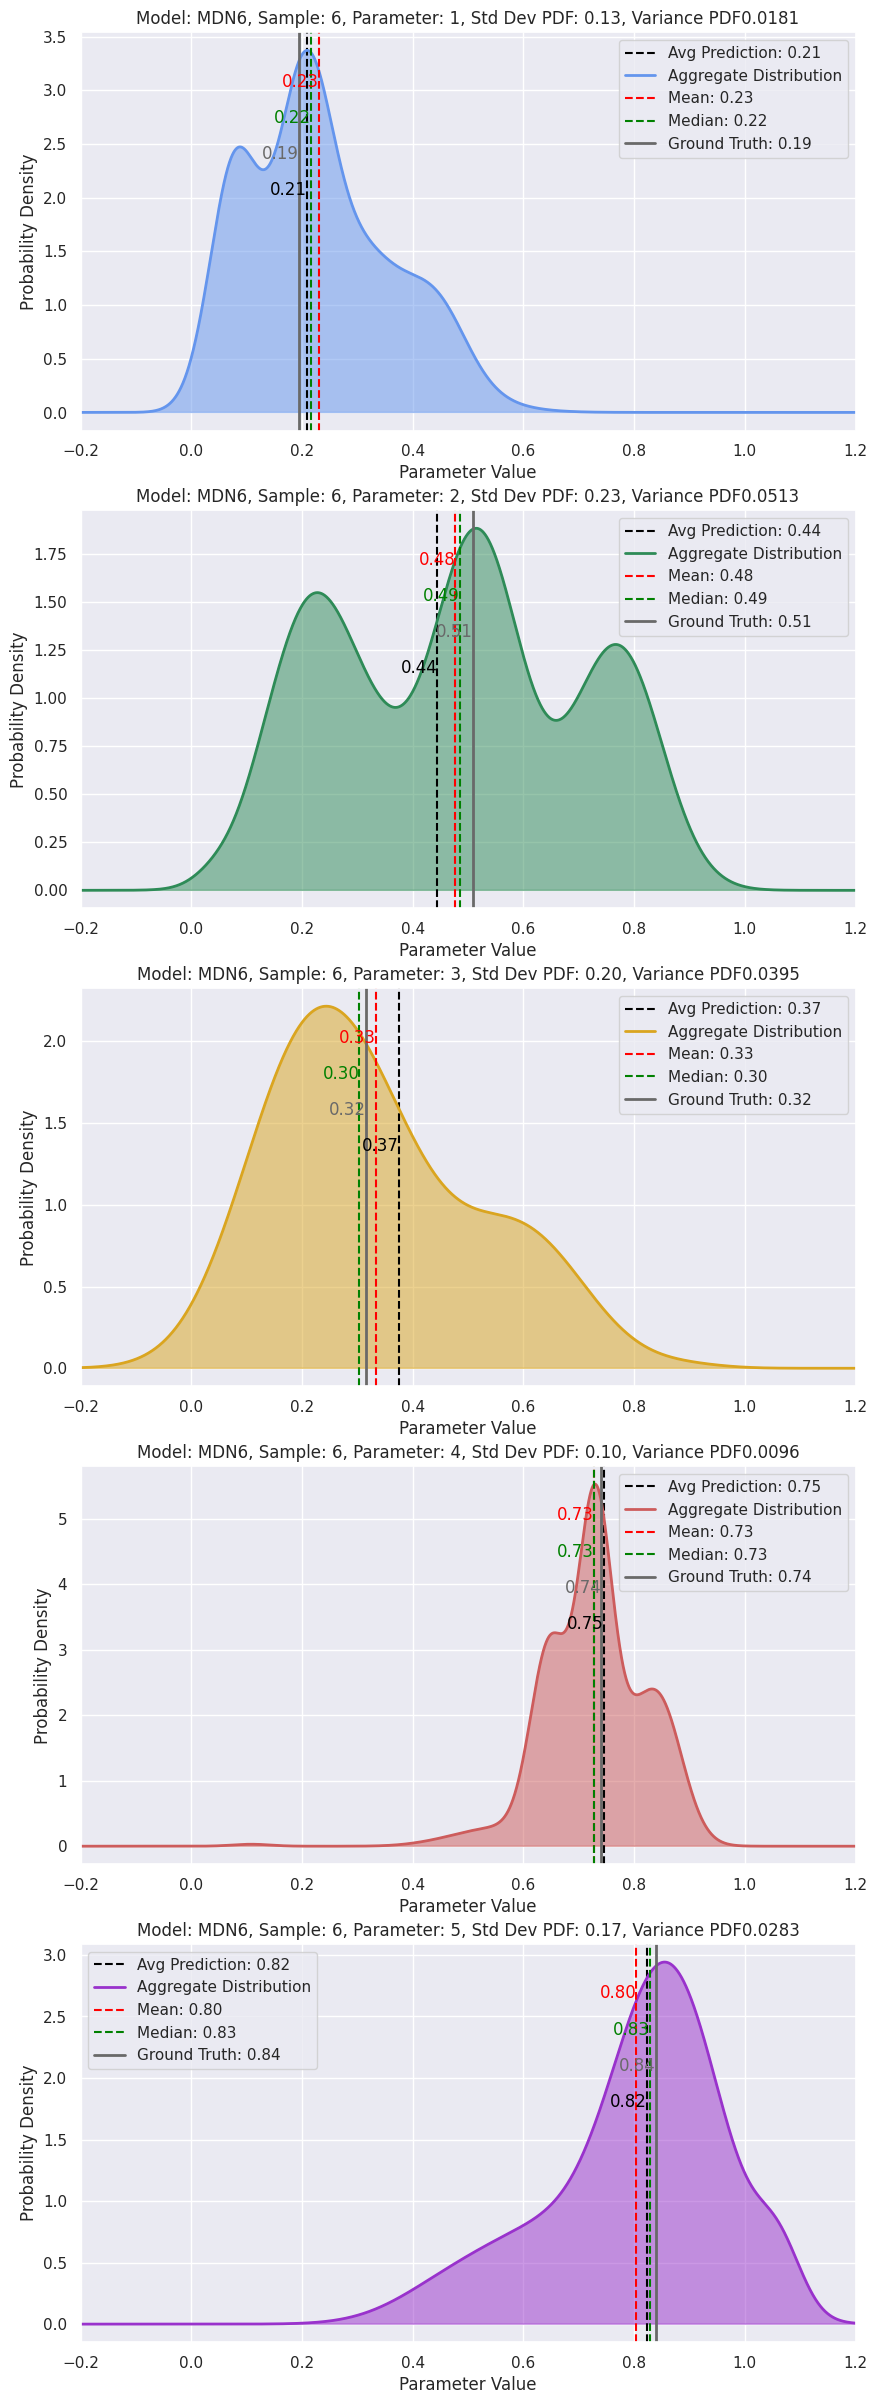 Model: MDN6, Sample: 6, Parameter: 1, Std Dev PDF: 0.13, Variance PDF0.0181
3.5
3.0
2.5
2.0
1.5
1.0
0.5
0.0
Probability Density
0.23
0.22
0.19
0.21
Avg Prediction: 0.21
Aggregate Distribution
Mean: 0.23
Median: 0.22
Ground Truth: 0.19
−0.2 0.0 0.2 0.4 0.6 0.8 1.0 1.2
Parameter Value
Model: MDN6, Sample: 6, Parameter: 2, Std Dev PDF: 0.23, Variance PDF0.0513
1.75
1.50
1.25
1.00
0.75
0.50
0.25
0.00
Probability Density
0.48
0.49
0.51
0.44
Avg Prediction: 0.44
Aggregate Distribution
Mean: 0.48
Median: 0.49
Ground Truth: 0.51
−0.2 0.0 0.2 0.4 0.6 0.8 1.0 1.2
Parameter Value
Model: MDN6, Sample: 6, Parameter: 3, Std Dev PDF: 0.20, Variance PDF0.0395
2.0
1.5
1.0
0.5
0.0
Probability Density
0.33
0.30
0.32
0.37
Avg Prediction: 0.37
Aggregate Distribution
Mean: 0.33
Median: 0.30
Ground Truth: 0.32
−0.2 0.0 0.2 0.4 0.6 0.8 1.0 1.2
Parameter Value
Model: MDN6, Sample: 6, Parameter: 4, Std Dev PDF: 0.10, Variance PDF0.0096
5
4
3
2
1
0
Probability Density
0.73
0.73
0.74
0.75
Avg Prediction: 0.75
Aggregate Distribution
Mean: 0.73
Median: 0.73
Ground Truth: 0.74
−0.2 0.0 0.2 0.4 0.6 0.8 1.0 1.2
Parameter Value
Model: MDN6, Sample: 6, Parameter: 5, Std Dev PDF: 0.17, Variance PDF0.0283
3.0
2.5
2.0
1.5
1.0
0.5
0.0
Probability Density
Avg Prediction: 0.82
Aggregate Distribution
Mean: 0.80
Median: 0.83
Ground Truth: 0.84
0.80
0.83
0.84
0.82
−0.2 0.0 0.2 0.4 0.6 0.8 1.0 1.2
Parameter Value